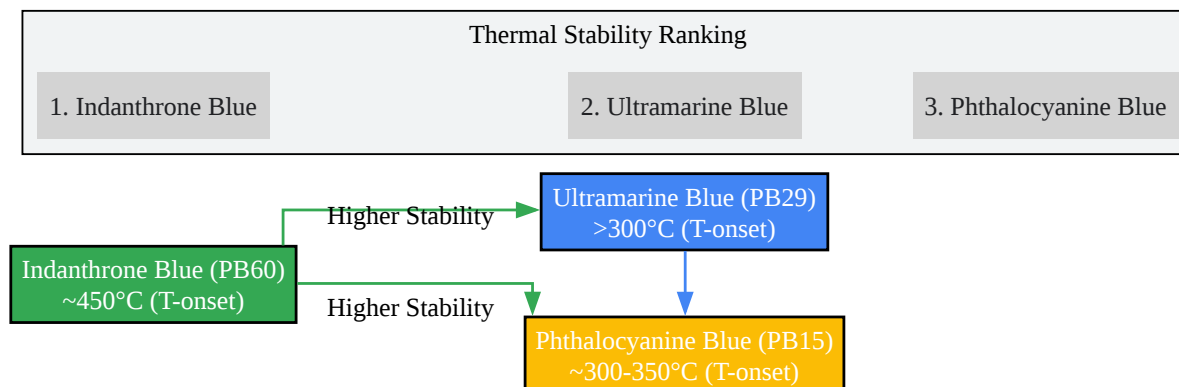 Thermal Stability Ranking
1. Indanthrone Blue
2. Ultramarine Blue
3. Phthalocyanine Blue
Ultramarine Blue (PB29)
>300°C (T-onset)
Higher Stability
Indanthrone Blue (PB60)
~450°C (T-onset)
Higher Stability
Phthalocyanine Blue (PB15)
~300-350°C (T-onset)